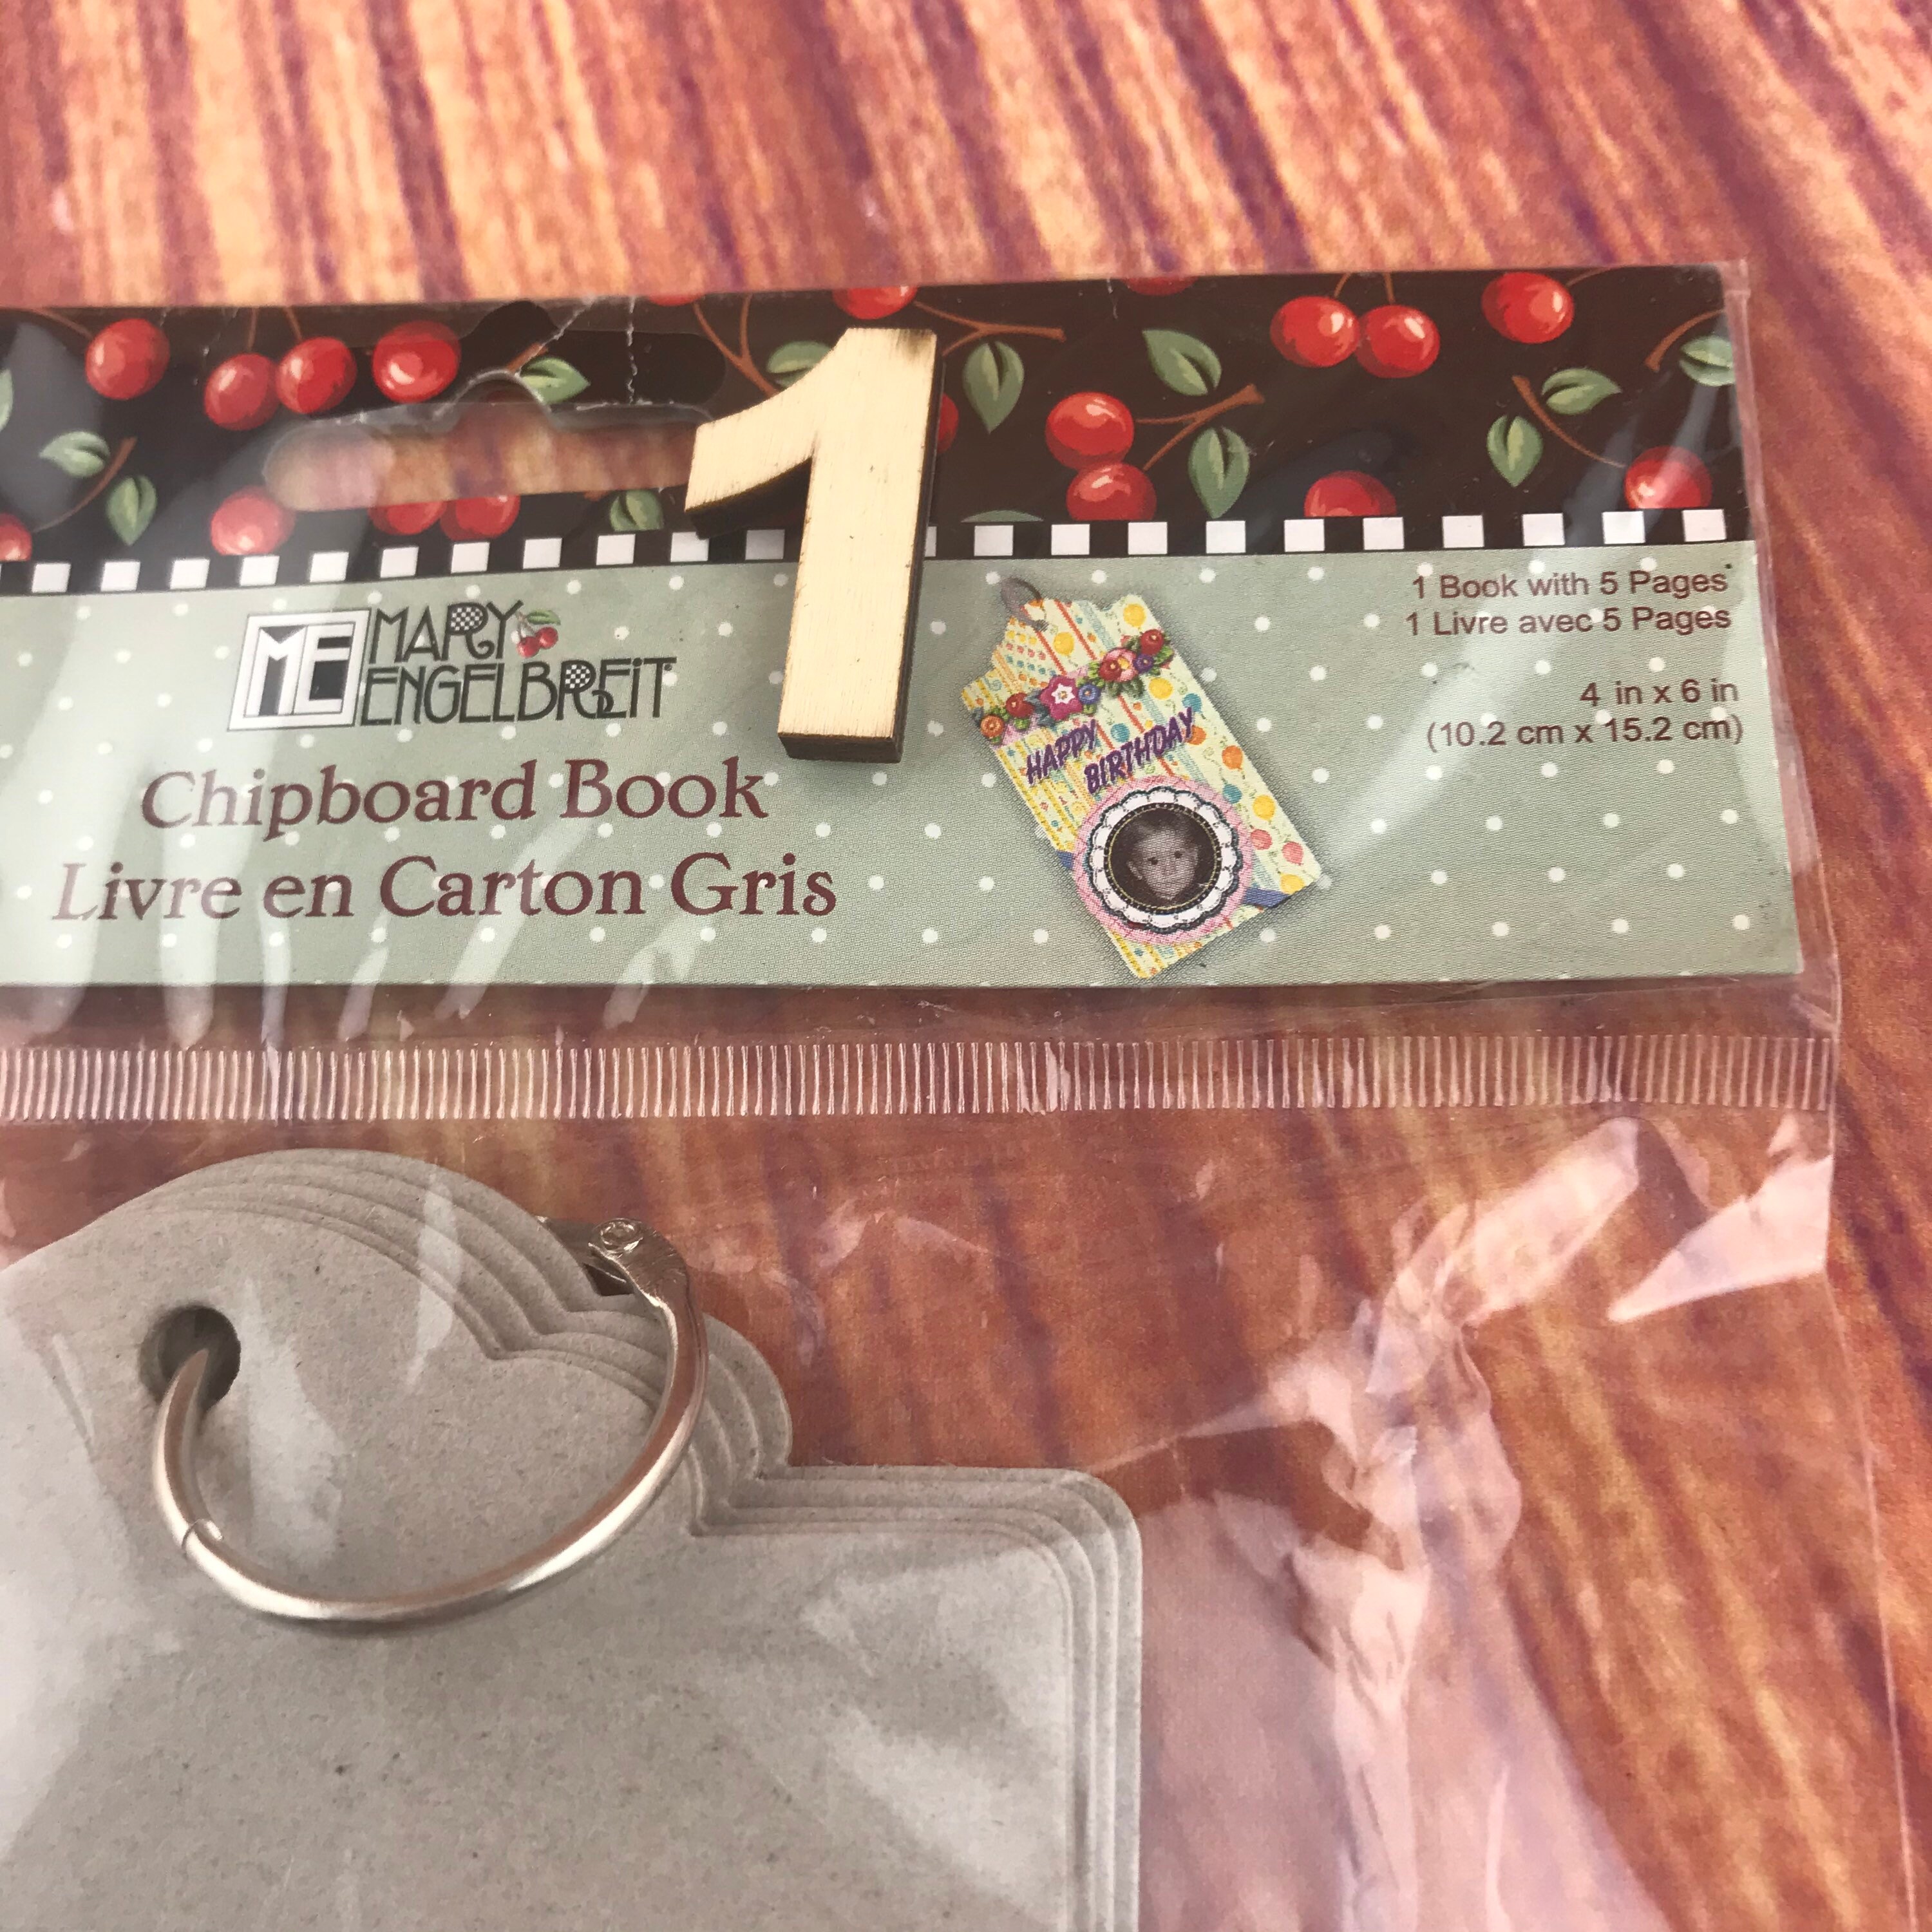 1
ME
MARY
ENGELBREIT
Chipboard Book
Livre en Carton Gris
HAPPY
BIRTHDAY
1 Book with 5 Pages
1 Livre avec 5 Pages
4 in x 6 in
(10.2 cm x 15.2 cm)